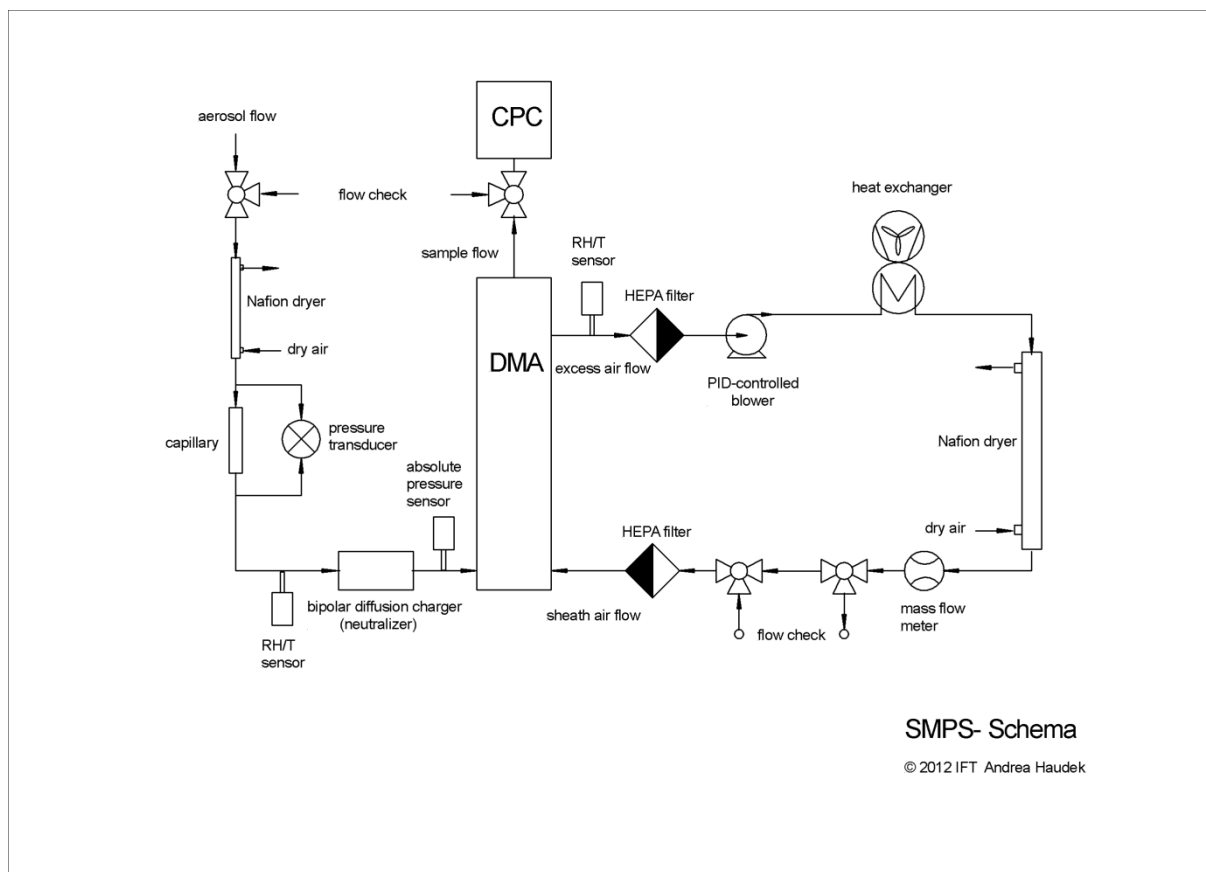 CPC
aerosol flow
flow check
heat exchanger
sample flow
RH/T
sensor
HEPA filter
Nafion dryer
dry air
DMA
excess air flow
PID-controlled
blower
capillary
pressure
transducer
Nafion dryer
absolute
pressure
sensor
HEPA filter
dry air
bipolar diffusion charger
(neutralizer)
sheath air flow
flow check
mass flow
meter
RH/T
sensor
SMPS- Schema
© 2012 IFT Andrea Haudek